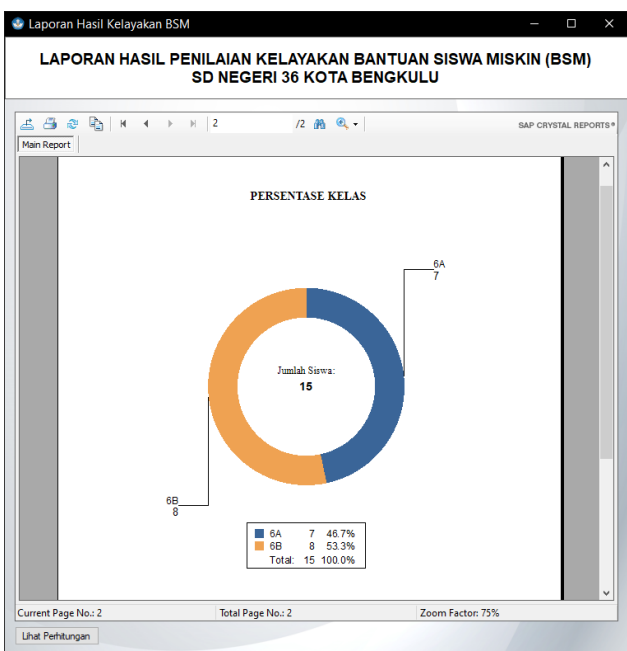 Laporan Hasil Kelayakan BSM
LAPORAN HASIL PENILAIAN KELAYAKAN BANTUAN SISWA MISKIN (BSM)
SD NEGERI 36 KOTA BENGKULU
2 /2 SAP CRYSTAL REPORTS®
Main Report
PERSENTASE KELAS
6A
7
Jumlah Siswa:
15
6B
8
6A 7 46.7%
6B 8 53.3%
Total: 15 100.0%
Current Page No.: 2 Total Page No.: 2 Zoom Factor: 75%
Lihat Perhitungan